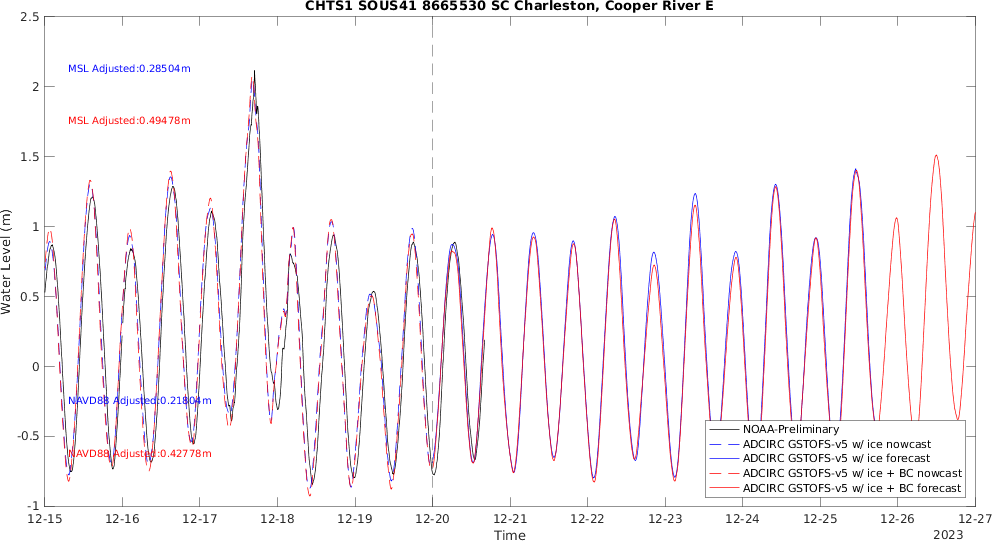 CHTS1 SOUS41 8665530 SC Charleston, Cooper River E
2.5
2
1.5
1
0.5
0
-0.5
-1
Water Level (m)
MSL Adjusted:0.28504m
MSL Adjusted:0.49478m
NAVD88 Adjusted:0.21804m
NAVD88 Adjusted:0.42778m
NOAA-Preliminary
ADCIRC GSTOFS-v5 w/ ice nowcast
ADCIRC GSTOFS-v5 w/ ice forecast
ADCIRC GSTOFS-v5 w/ ice + BC nowcast
ADCIRC GSTOFS-v5 w/ ice + BC forecast
12-15 12-16 12-17 12-18 12-19 12-20 12-21 12-22 12-23 12-24 12-25 12-26 12-27
Time
2023